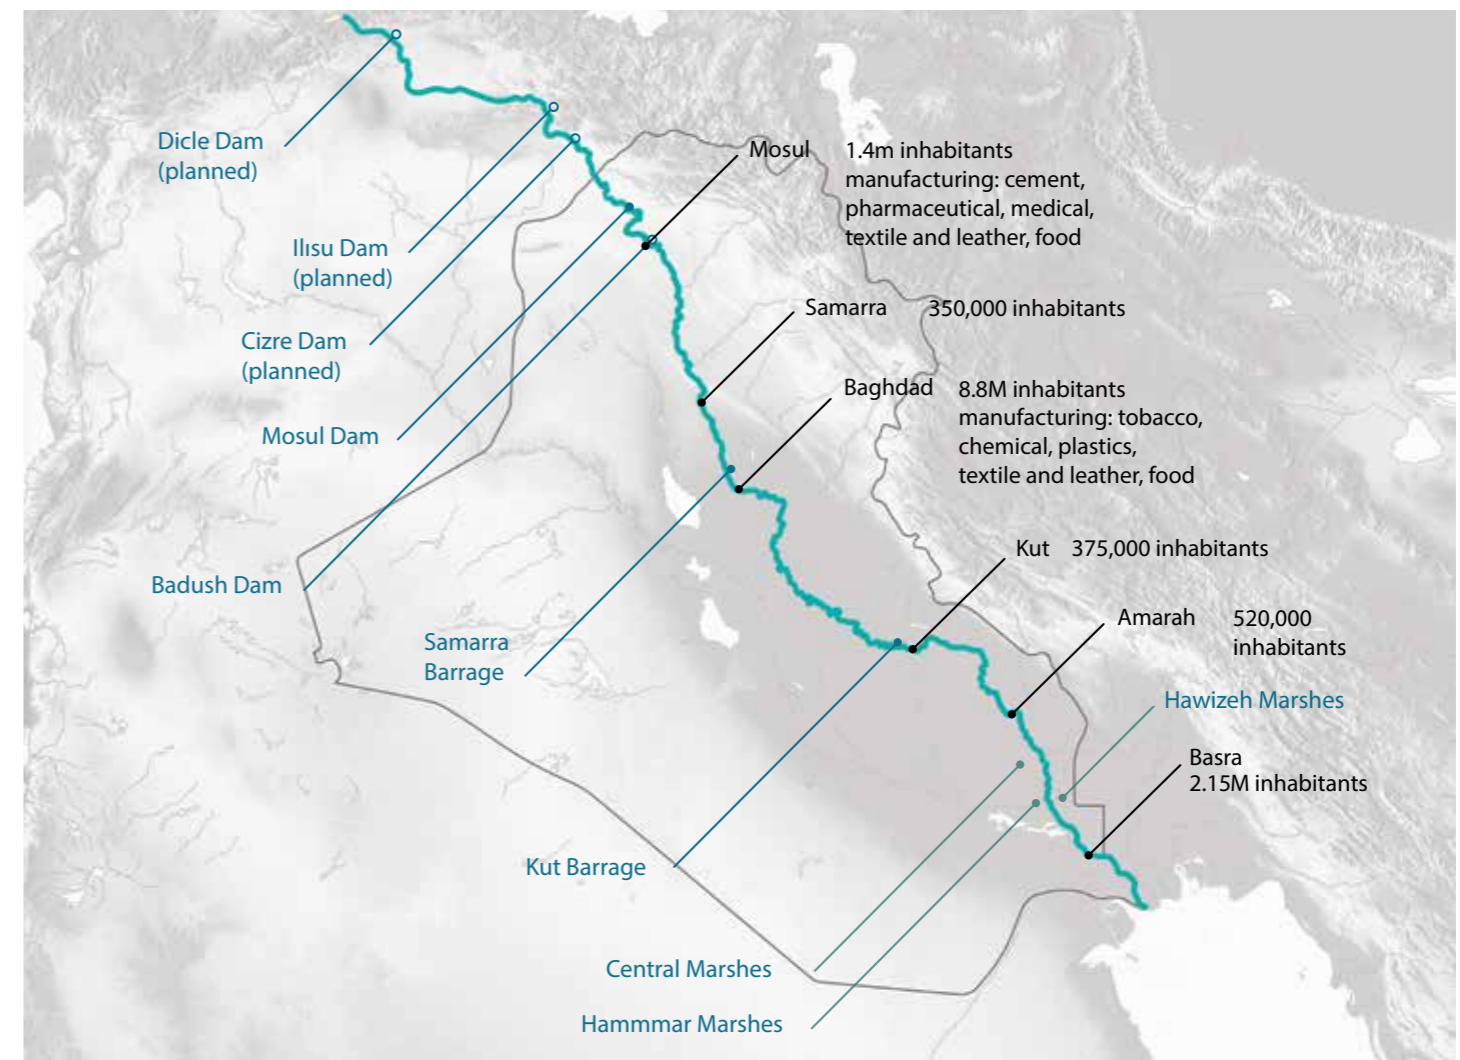 Dicle Dam
(planned)
Mosul
1.4m inhabitants
manufacturing: cement,
pharmaceutical, medical,
textile and leather, food
Ilısu Dam
(planned)
Samarra
350,000 inhabitants
Cizre Dam
(planned)
Baghdad
8.8M inhabitants
manufacturing: tobacco,
chemical, plastics,
textile and leather, food
Mosul Dam
Kut
375,000 inhabitants
Badush Dam
Amarah
520,000
inhabitants
Samarra
Barrage
Hawizeh Marshes
Basra
2.15M inhabitants
Kut Barrage
Central Marshes
Hammmar Marshes